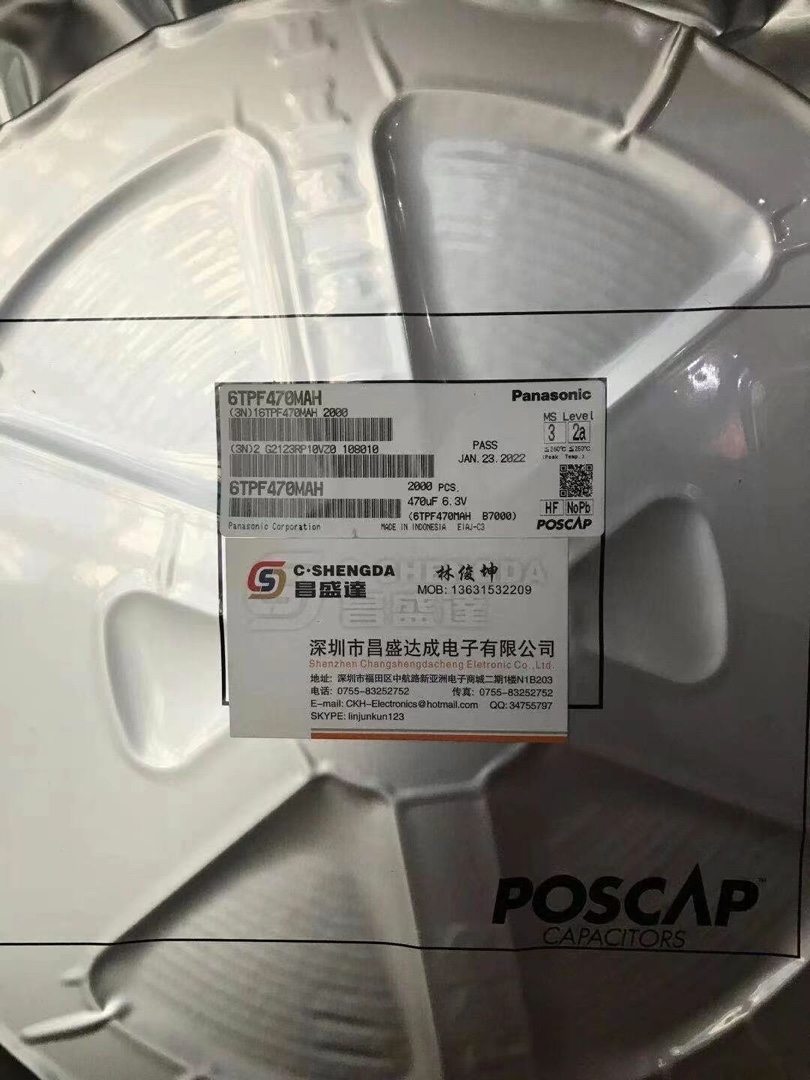 6TPF470MAH
Panasonic
(3N)16TPF470MAH 2000
MS Level
3 2a
≤260℃ ≤250℃
(Peak Temp.)
(3N)2 G2123RP10VZ0 108010
PASS
JAN.23.2022
6TPF470MAH
2000 PCS.
470uF 6.3V
(6TPF470MAH B7000)
HF NoPb
Panasonic Corporation
MADE IN INDONESIA EIAJ-C3
POSCAP
C·SHENGDA
昌盛達
林俊坤
MOB: 13631532209
深圳市昌盛达成电子有限公司
Shenzhen Changshengdacheng Eletronic Co.,Ltd.
地址: 深圳市福田区中航路新亚洲电子商城二期1楼N1B203
电话: 0755-83252752 传真: 0755-83252752
E-mail: CKH-Electronics@hotmail.com QQ: 34755797
SKYPE: linjunkun123
POSCAP™
CAPACITORS